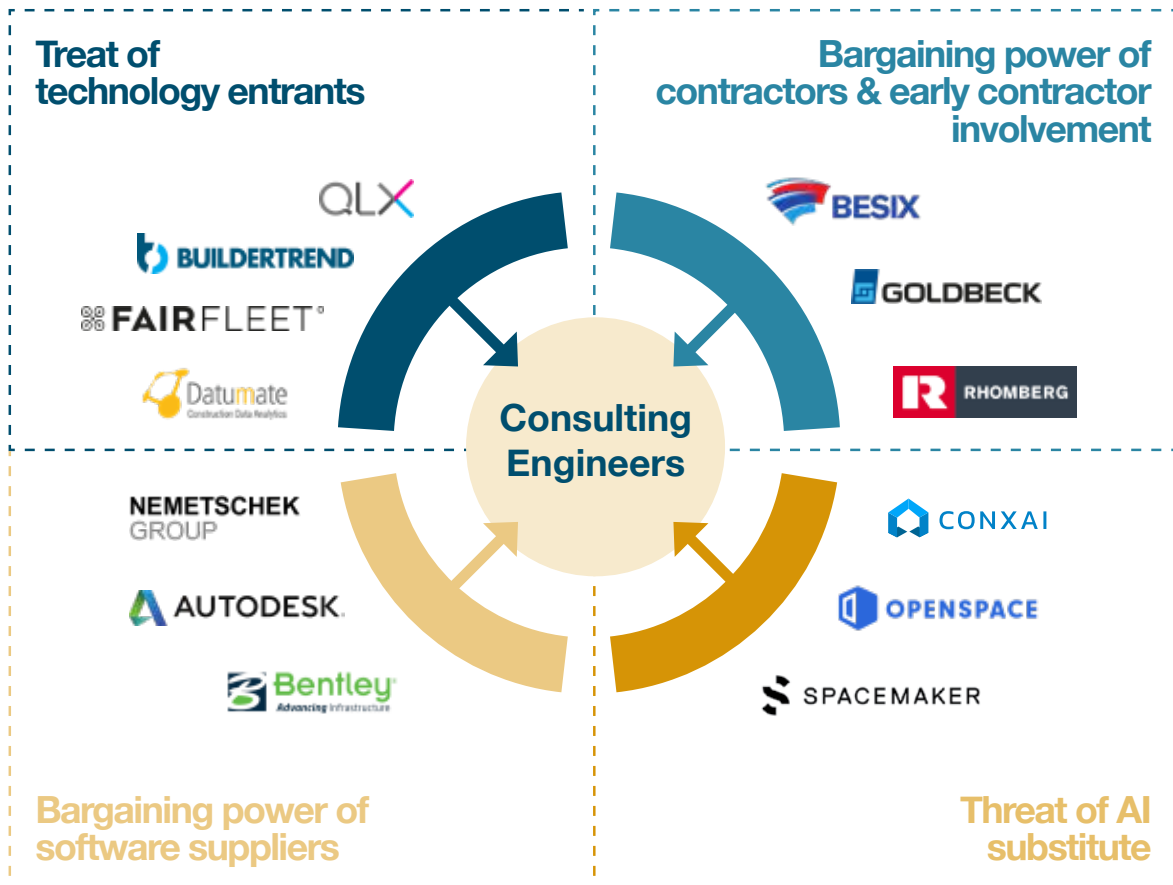 Treat of
technology entrants
Bargaining power of
contractors & early contractor
involvement
QLX
BUILDERTREND
FAIRFLEET°
Datumate
Construction Data Analytics
BESIX
GOLDBECK
RHOMBERG
Consulting
Engineers
NEMETSCHEK
GROUP
AUTODESK.
Bentley®
Advancing Infrastructure
CONXAI
OPENSPACE
SPACEMAKER
Bargaining power of
software suppliers
Threat of AI
substitute